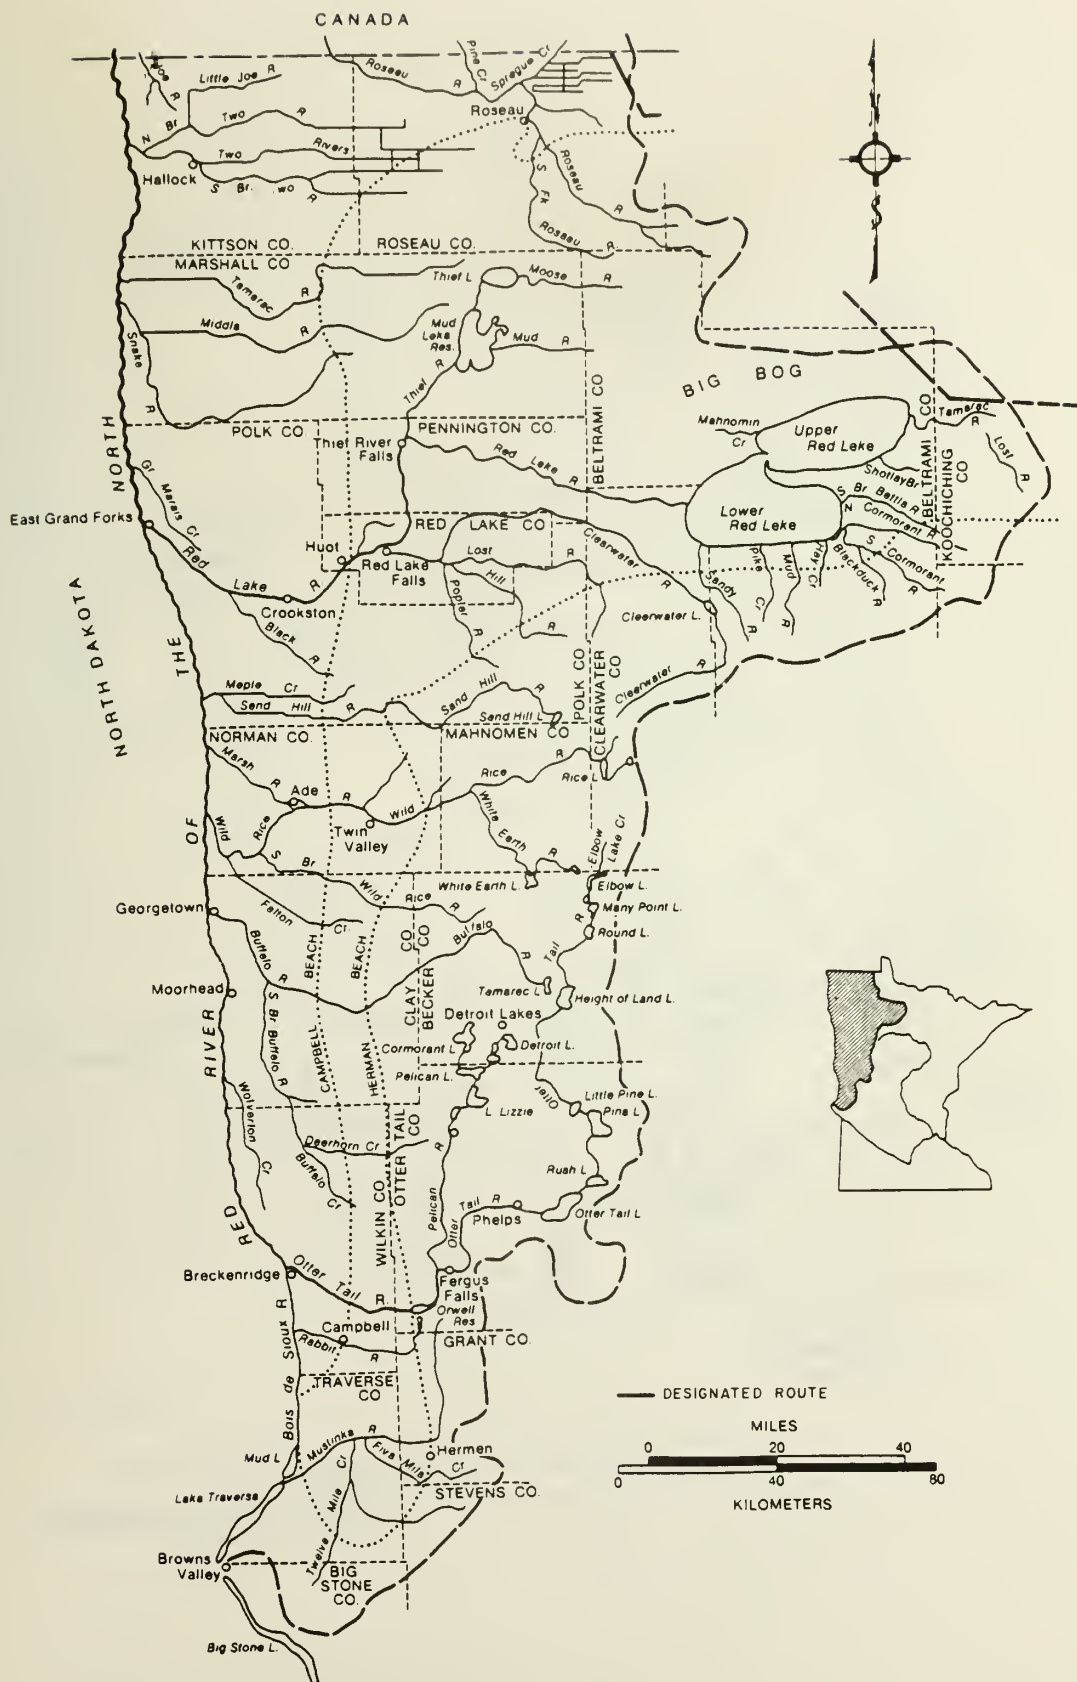 CANADA
Joe R
Little Joe R
Roseau R
Pine Cr
Sprague Cr
Roseau
N Br Two R
Two Rivers
Hallock
S Br. wo R
Roseau R
S Fk Roseau R.
KITTSON CO.
ROSEAU CO.
MARSHALL CO
Tamarac R
Thief L
Moose R
Middle R
Mud
Lake
Res.
Mud R
Snake R
Thief R
BIG BOG
BELTRAMI CO
POLK CO.
PENNINGTON CO.
Thief River
Falls
Red Lake R
Mahnomin
Cr
Upper
Red Lake
BELTRAMI CO
KOOCHICHING CO
Tamarac R
Lost R
Shotley Br
S Br Battle R
N Cormorant R
S Cormorant R
Lower
Red Lake
NORTH
Gr Marais Cr
East Grand Forks
Red Lake R
RED LAKE CO
Huot
Red Lake
Falls
Lost R
Hill R
Poplar R
Clearwater R
Clearwater L.
Sandy R
Pike Cr
Mud R
Hay Cr
Blackduck R
Crookston
Black R
NORTH DAKOTA
THE
Maple Cr
Sand Hill R
Sand Hill R
Sand Hill L
POLK CO
CLEARWATER CO
Clearwater R
NORMAN CO.
MAHNOMEN CO
Marsh R
Ade
R
Wild Rice R
Rice L
Twin
Valley
White Earth R
OF
Wild Rice
S Br Wild Rice R
White Earth L.
Elbow Lake Cr
Elbow L.
Many Point L.
Round L.
Georgetown
Felton Cr.
BEACH
BEACH
CO
CO
Buffalo R
Buffalo R
Tail R
Tamarec L
Height of Land L.
Moorhead
S Br Buffalo R
CLAY
BECKER
Detroit Lakes
Cormorant L
Detroit L.
Pelican L.
RIVER
CAMPBELL
HERMAN
Wolverton Cr
L Lizzie
Otter
Little Pine L
Pine L
Deerhorn Cr
Buffalo Cr
OTTER TAIL CO
WILKIN CO
OTTER
Rush L
Pelican R
Otter Tail R
Phelps
Otter Tail L
RED
Breckenridge
Otter Tail R.
Fergus
Falls
Orwell
Res
Campbell
Rabbit R
GRANT CO.
Bois de Sioux R
TRAVERSE
CO
DESIGNATED ROUTE
MILES
0 20 40
0 40 80
KILOMETERS
Mustinka R
Five Mile Cr
Hermen
Mud L
Lake Traverse
Twelve Mile Cr
STEVENS CO.
Browns
Valley
BIG
STONE
CO.
Big Stone L.